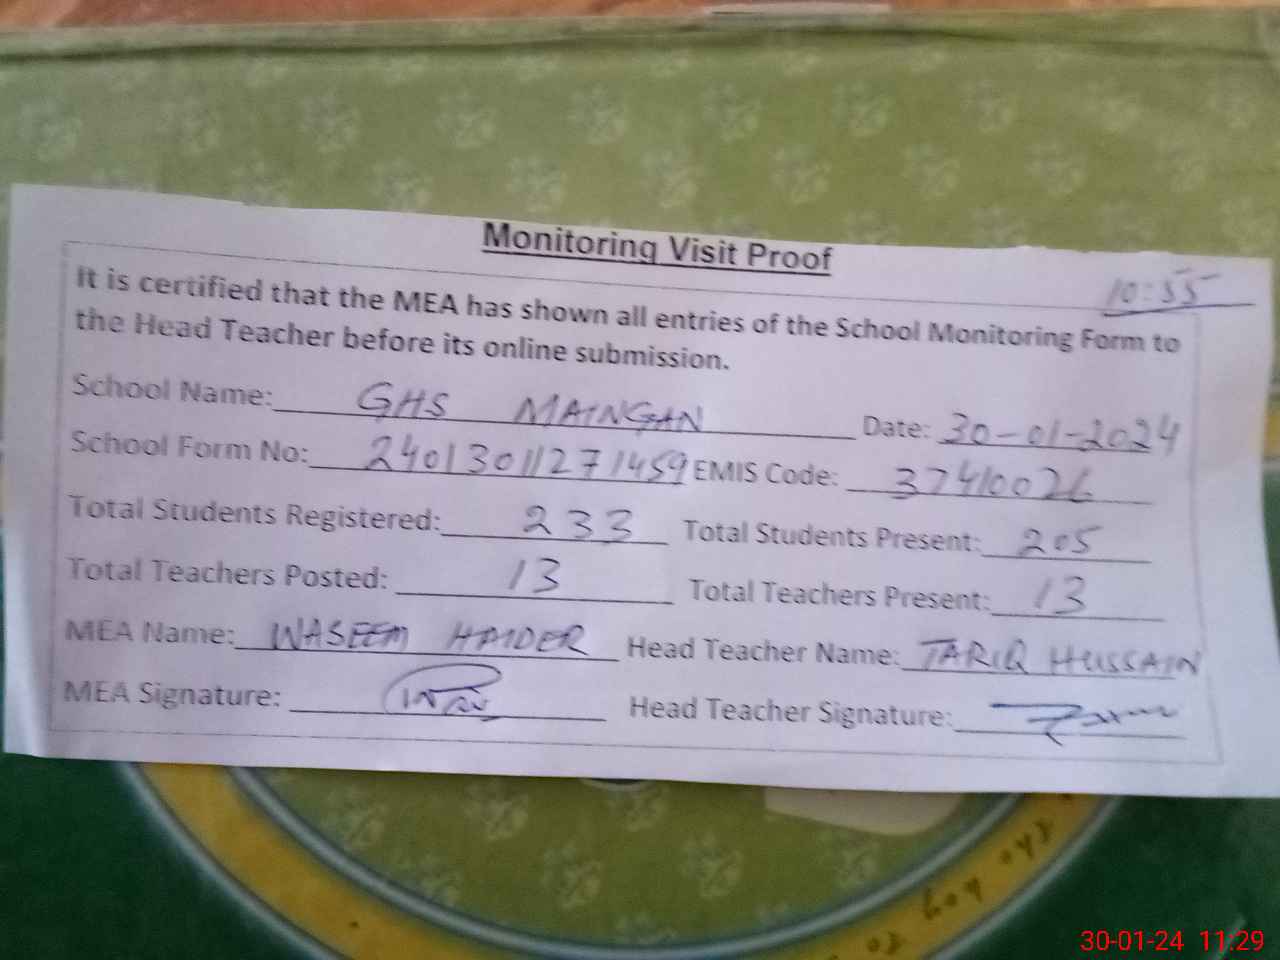 Monitoring Visit Proof
10:55
It is certified that the MEA has shown all entries of the School Monitoring Form to
the Head Teacher before its online submission.
School Name: GHS MAINGAN Date: 30-01-2024
School Form No: 24013011271459 EMIS Code: 37410026
Total Students Registered: 233 Total Students Present: 205
Total Teachers Posted: 13 Total Teachers Present: 13
MEA Name: WASEEM HAIDER Head Teacher Name: TARIQ HUSSAIN
MEA Signature: Head Teacher Signature:
30-01-24 11:29